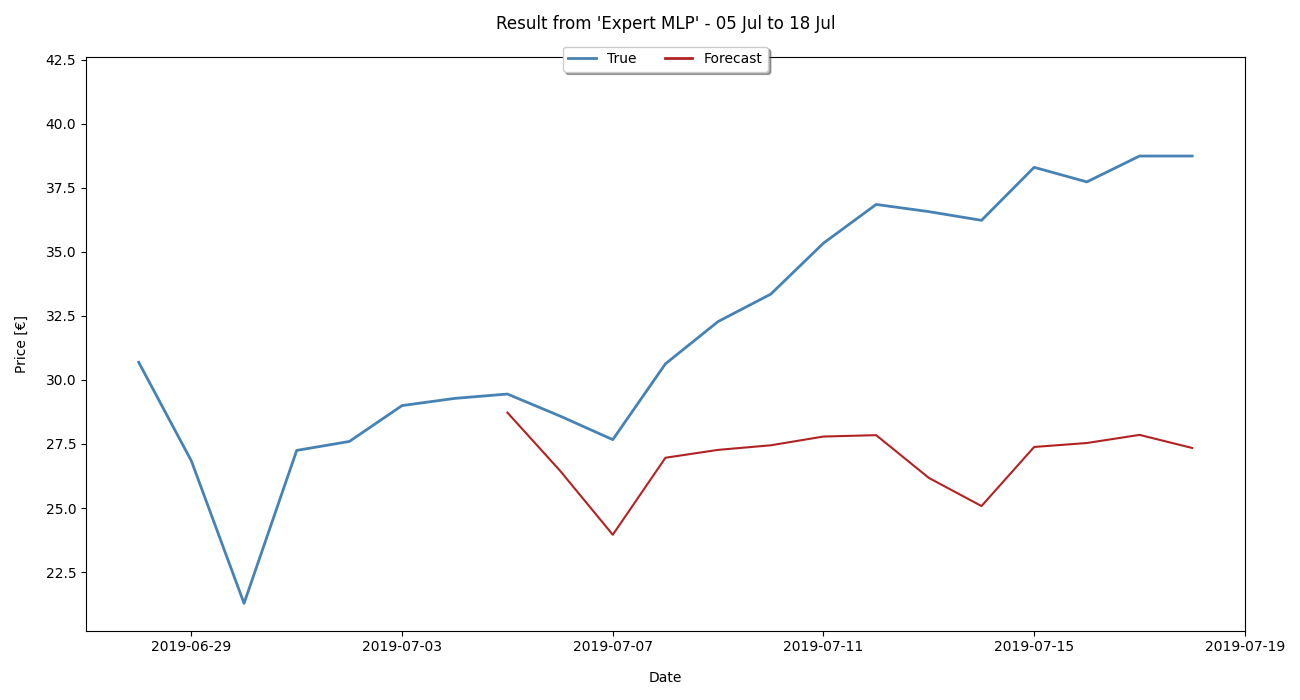 Result from 'Expert MLP' - 05 Jul to 18 Jul
True Forecast
42.5
40.0
37.5
35.0
32.5
30.0
27.5
25.0
22.5
Price [€]
2019-06-29 2019-07-03 2019-07-07 2019-07-11 2019-07-15 2019-07-19
Date